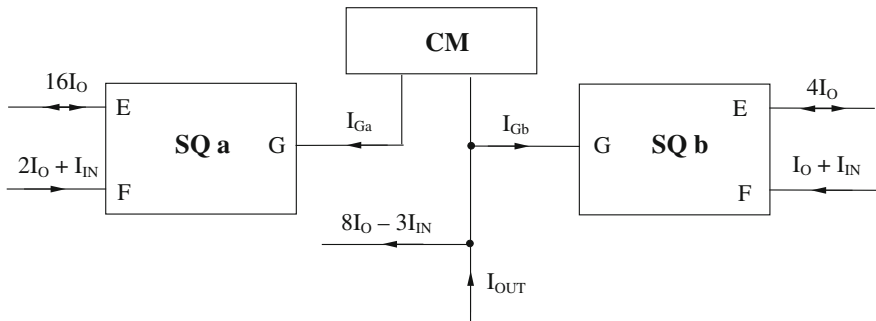 CM
16I_O
E
SQ a
G
2I_O + I_IN
F
I_Ga
I_Gb
E
4I_O
G
SQ b
I_O + I_IN
F
8I_O – 3I_IN
I_OUT